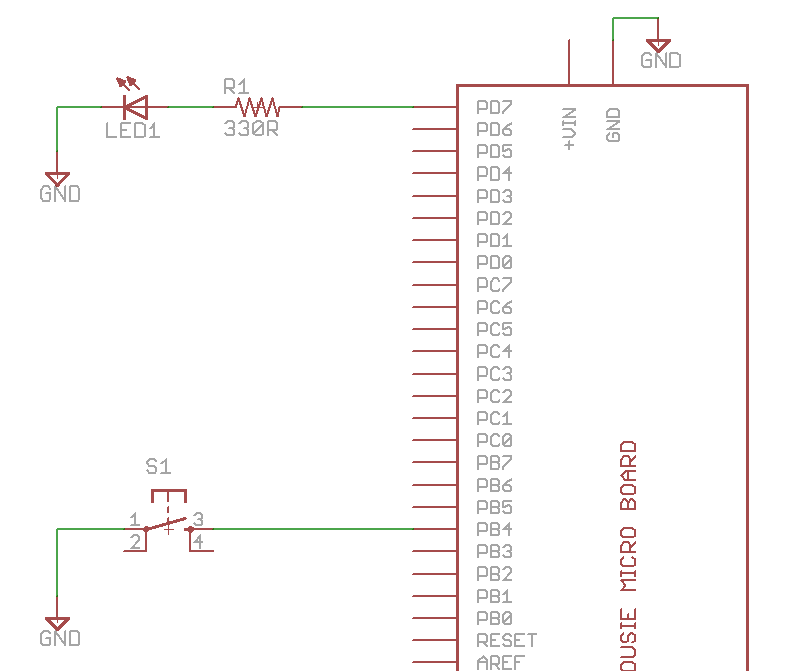 GND
R1
LED1
330R
GND
+VIN
GND
PD7
PD6
PD5
PD4
PD3
PD2
PD1
PD0
PC7
PC6
PC5
PC4
PC3
PC2
PC1
PC0
PB7
PB6
PB5
PB4
PB3
PB2
PB1
PB0
RESET
AREF
S1
1
3
2
4
GND
OUSIE MICRO BOARD